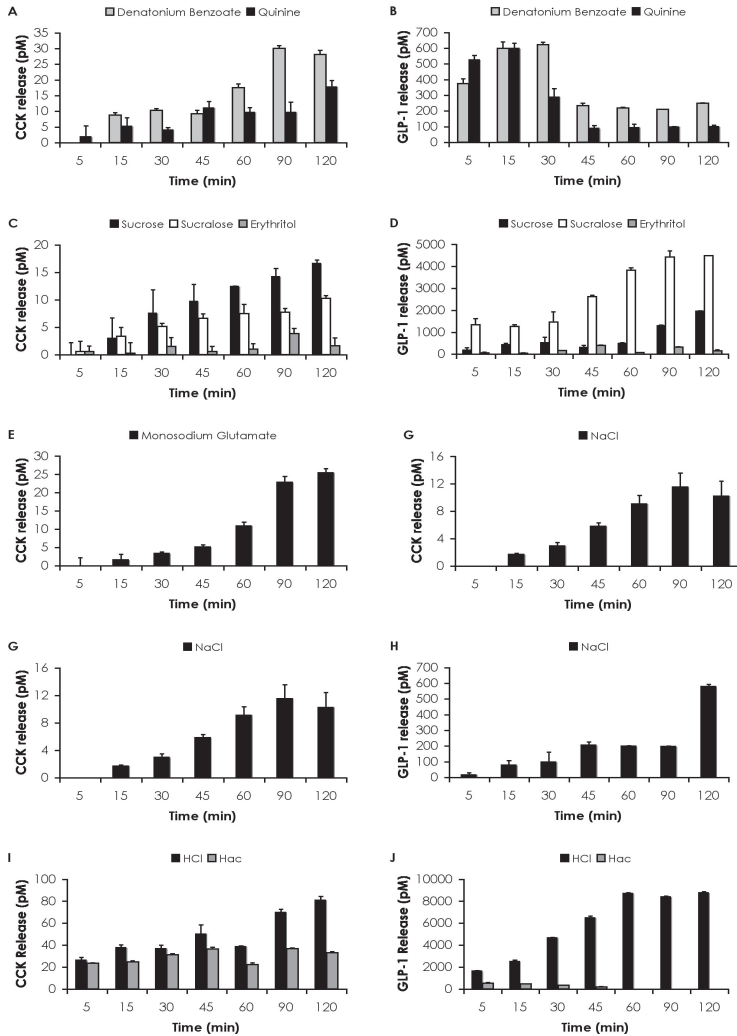 A
Denatonium Benzoate Quinine
CCK release (pM)
35
30
25
20
15
10
5
0
5 15 30 45 60 90 120
Time (min)
B
Denatonium Benzoate Quinine
GLP-1 release (pM)
700
600
500
400
300
200
100
0
5 15 30 45 60 90 120
Time (min)
C
Sucrose Sucralose Erythritol
CCK release (pM)
20
15
10
5
0
5 15 30 45 60 90 120
Time (min)
D
Sucrose Sucralose Erythritol
GLP-1 release (pM)
5000
4000
3000
2000
1000
0
5 15 30 45 60 90 120
Time (min)
E
Monosodium Glutamate
CCK release (pM)
30
25
20
25
10
5
0
5 15 30 45 60 90 120
Time (min)
G
NaCl
CCK release (pM)
16
12
8
4
0
5 15 30 45 60 90 120
Time (min)
G
NaCl
CCK release (pM)
16
12
8
4
0
5 15 30 45 60 90 120
Time (min)
H
NaCl
GLP-1 release (pM)
700
600
500
400
300
200
100
0
5 15 30 45 60 90 120
Time (min)
I
HCl Hac
CCK Release (pM)
100
80
60
40
20
0
5 15 30 45 60 90 120
Time (min)
J
HCl Hac
GLP-1 Release (pM)
10000
8000
6000
4000
2000
0
5 15 30 45 60 90 120
Time (min)